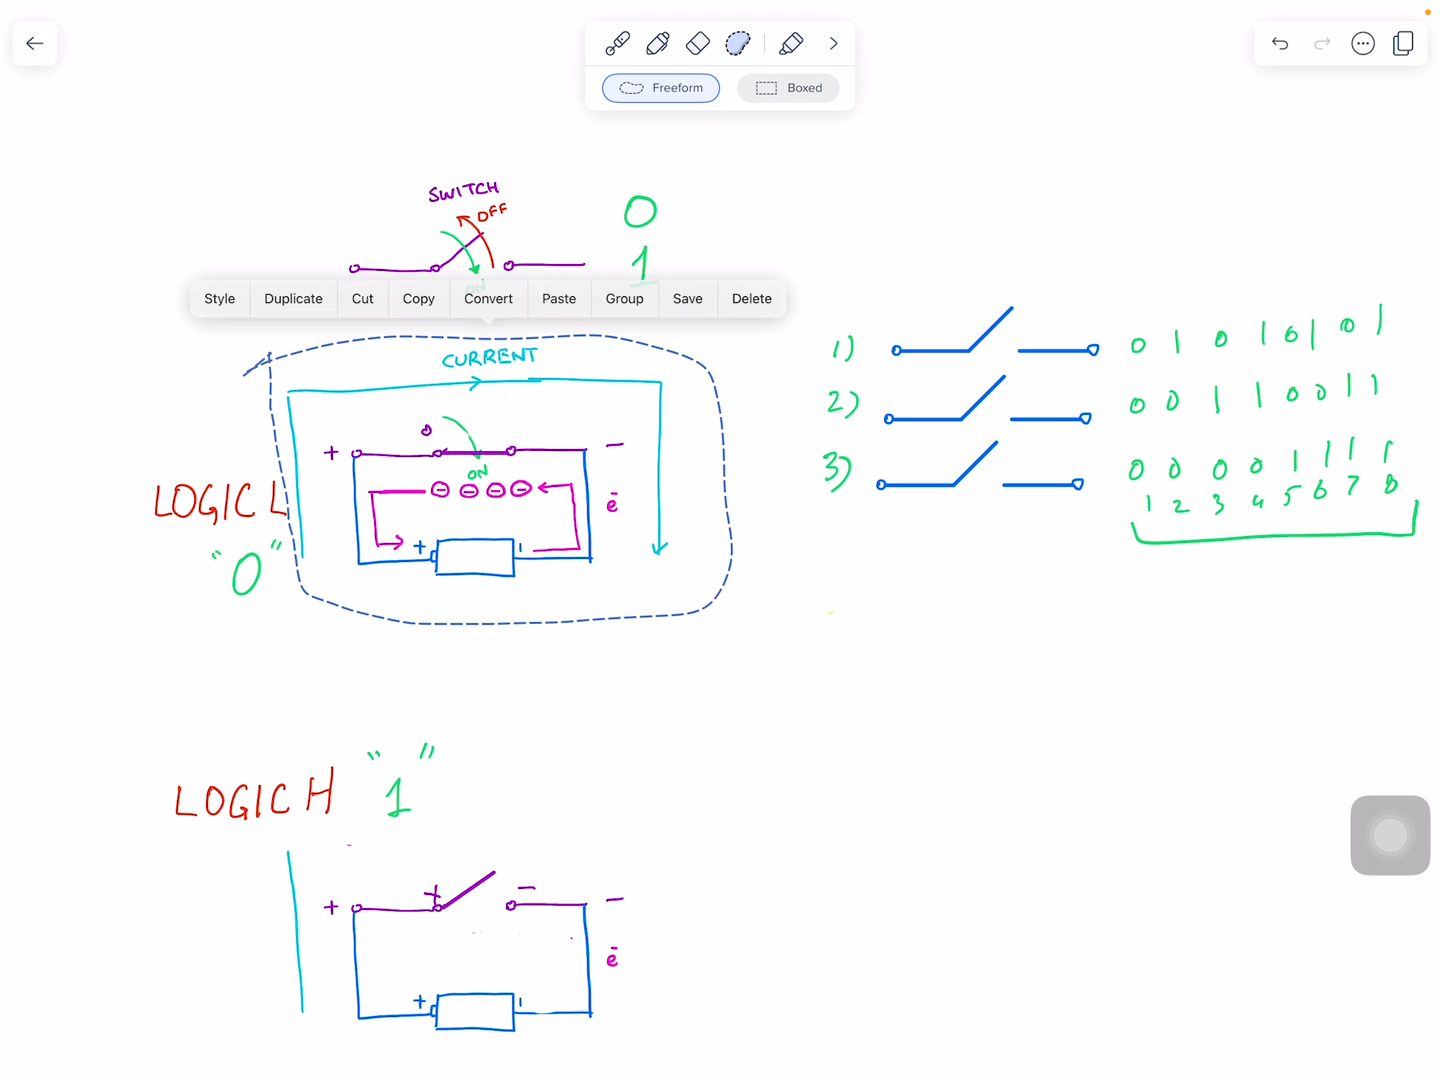 Freeform Boxed
SWITCH
OFF
0
1
Style Duplicate Cut Copy Convert Paste Group Save Delete
ON
CURRENT
+ −
ON
LOGIC L
"0"
e̅
+ ı
1) 0 1 0 1 0 1 0 1
2) 0 0 1 1 0 0 1 1
3) 0 0 0 0 1 1 1 1
1 2 3 4 5 6 7 8
LOGIC H "1"
+ + − −
e̅
+ ı